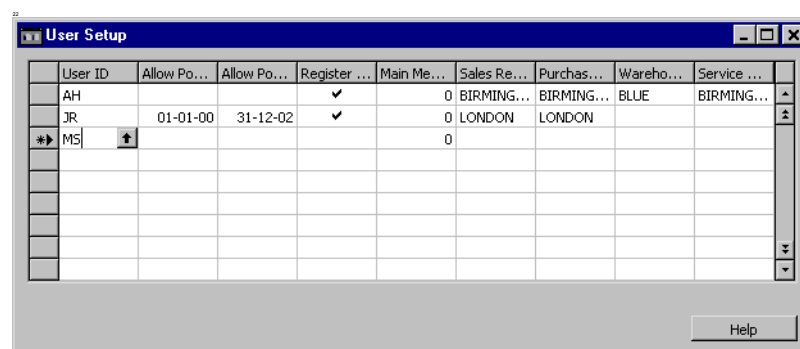 22
User Setup
User ID Allow Po... Allow Po... Register ... Main Me... Sales Re... Purchas... Wareho... Service ...
AH 0 BIRMING... BIRMING... BLUE BIRMING...
JR 01-01-00 31-12-02 0 LONDON LONDON
MS 0
Help